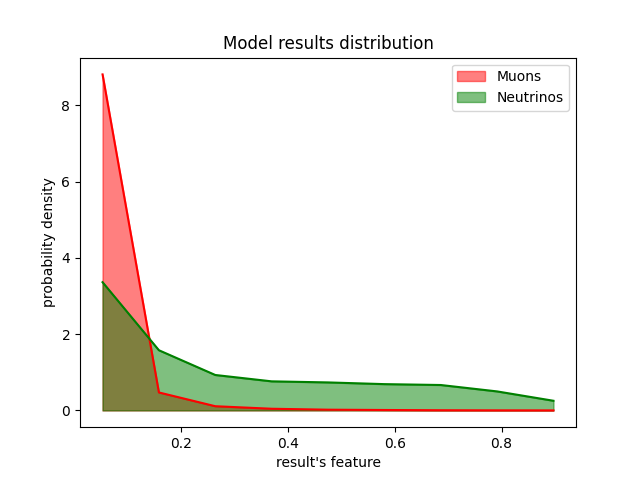 Model results distribution
Muons
Neutrinos
probability density
8
6
4
2
0
0.2 0.4 0.6 0.8
result's feature